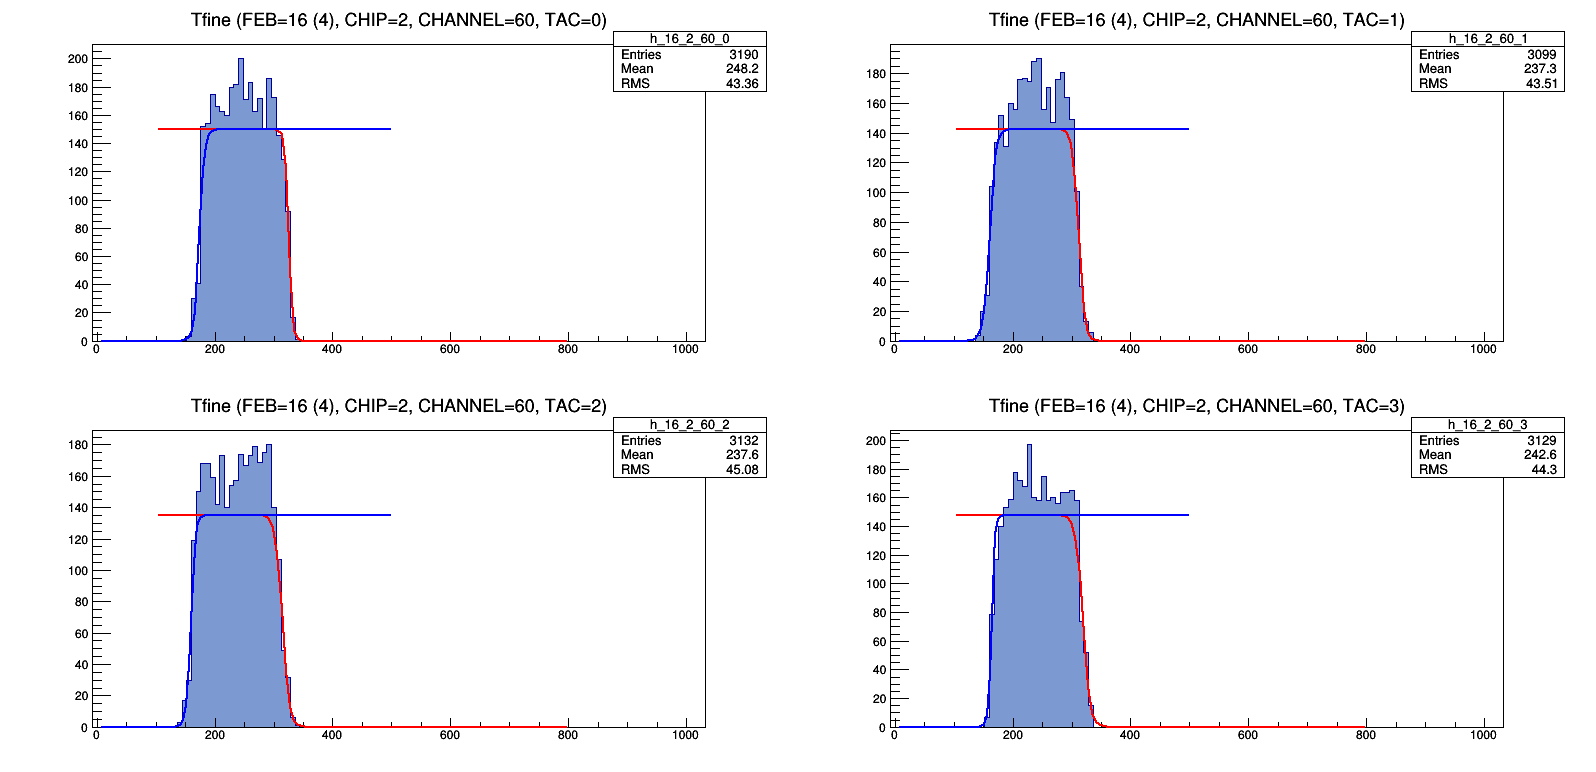 Tfine (FEB=16 (4), CHIP=2, CHANNEL=60, TAC=0)
h_16_2_60_0
Entries 3190
Mean 248.2
RMS 43.36
200
180
160
140
120
100
80
60
40
20
0
0 200 400 600 800 1000
Tfine (FEB=16 (4), CHIP=2, CHANNEL=60, TAC=1)
h_16_2_60_1
Entries 3099
Mean 237.3
RMS 43.51
180
160
140
120
100
80
60
40
20
0
0 200 400 600 800 1000
Tfine (FEB=16 (4), CHIP=2, CHANNEL=60, TAC=2)
h_16_2_60_2
Entries 3132
Mean 237.6
RMS 45.08
180
160
140
120
100
80
60
40
20
0
0 200 400 600 800 1000
Tfine (FEB=16 (4), CHIP=2, CHANNEL=60, TAC=3)
h_16_2_60_3
Entries 3129
Mean 242.6
RMS 44.3
200
180
160
140
120
100
80
60
40
20
0
0 200 400 600 800 1000